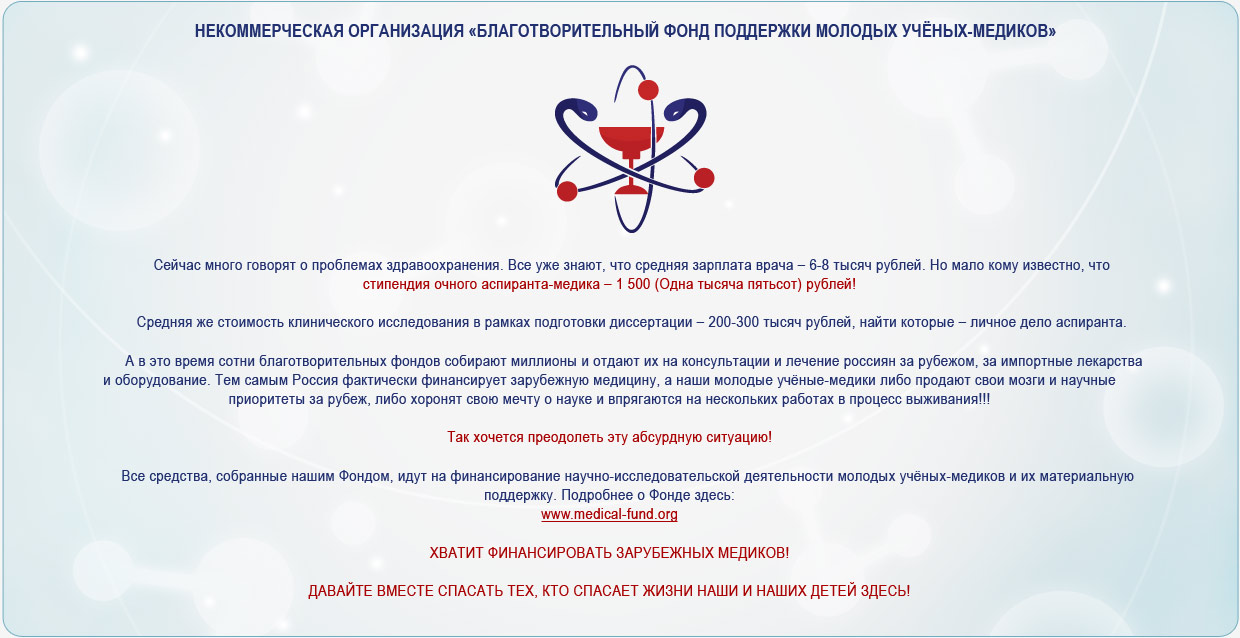 НЕКОММЕРЧЕСКАЯ ОРГАНИЗАЦИЯ «БЛАГОТВОРИТЕЛЬНЫЙ ФОНД ПОДДЕРЖКИ МОЛОДЫХ УЧЁНЫХ-МЕДИКОВ»
Сейчас много говорят о проблемах здравоохранения. Все уже знают, что средняя зарплата врача – 6-8 тысяч рублей. Но мало кому известно, что
стипендия очного аспиранта-медика – 1 500 (Одна тысяча пятьсот) рублей!
Средняя же стоимость клинического исследования в рамках подготовки диссертации – 200-300 тысяч рублей, найти которые – личное дело аспиранта.
А в это время сотни благотворительных фондов собирают миллионы и отдают их на консультации и лечение россиян за рубежом, за импортные лекарства
и оборудование. Тем самым Россия фактически финансирует зарубежную медицину, а наши молодые учёные-медики либо продают свои мозги и научные
приоритеты за рубеж, либо хоронят свою мечту о науке и впрягаются на нескольких работах в процесс выживания!!!
Так хочется преодолеть эту абсурдную ситуацию!
Все средства, собранные нашим Фондом, идут на финансирование научно-исследовательской деятельности молодых учёных-медиков и их материальную
поддержку. Подробнее о Фонде здесь:
www.medical-fund.org
ХВАТИТ ФИНАНСИРОВАТЬ ЗАРУБЕЖНЫХ МЕДИКОВ!
ДАВАЙТЕ ВМЕСТЕ СПАСАТЬ ТЕХ, КТО СПАСАЕТ ЖИЗНИ НАШИ И НАШИХ ДЕТЕЙ ЗДЕСЬ!